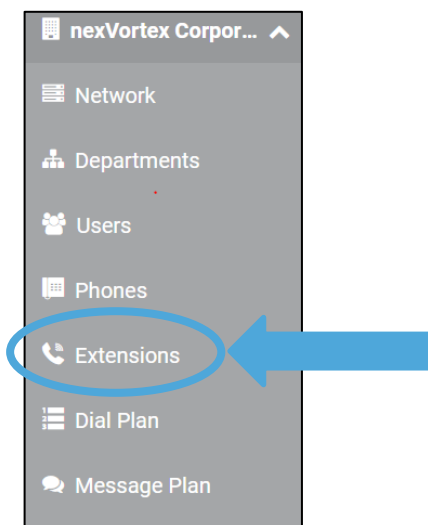 nexVortex Corpor...
Network
Departments
Users
Phones
Extensions
Dial Plan
Message Plan